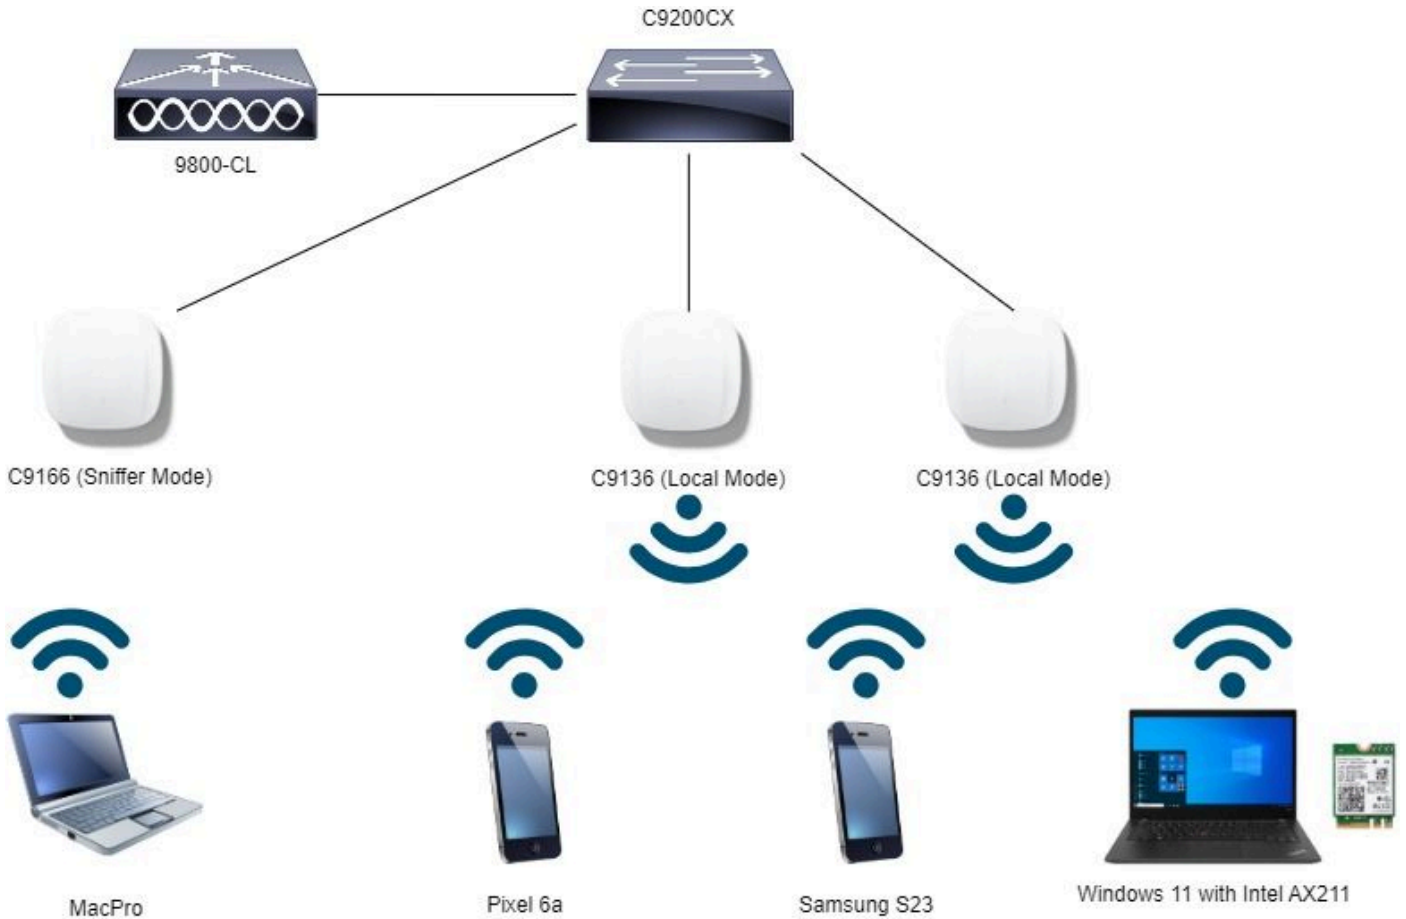 C9200CX
9800-CL
C9166 (Sniffer Mode)
C9136 (Local Mode)
C9136 (Local Mode)
MacPro
Pixel 6a
Samsung S23
Windows 11 with Intel AX211